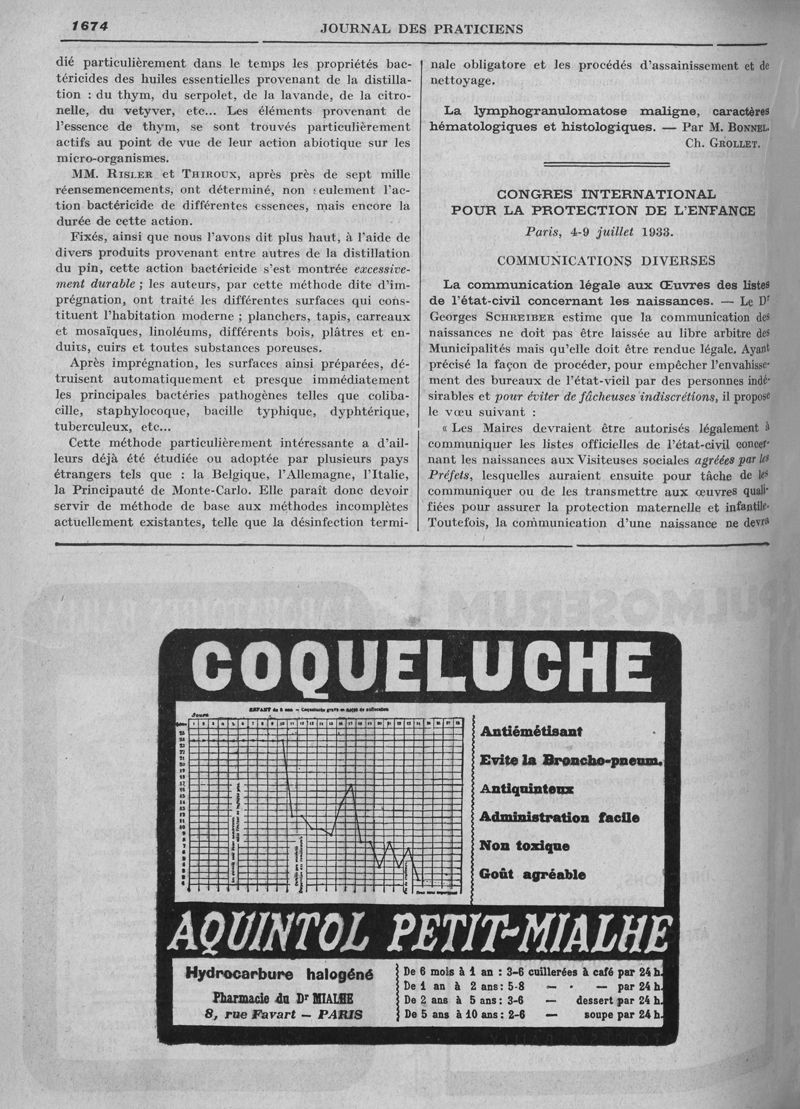 1674
JOURNAL DES PRATICIENS
dié particulièrement dans le temps les propriétés bac-
téricides des huiles essentielles provenant de la distilla-
tion : du thym, du serpolet, de la lavande, de la citro-
nelle, du vetyver, etc... Les éléments provenant de
l'essence de thym, se sont trouvés particulièrement
actifs au point de vue de leur action abiotique sur les
micro-organismes.
MM. RISLER et THIROUX, après près de sept mille
réensemencements, ont déterminé, non seulement l'ac-
tion bactéricide de différentes essences, mais encore la
durée de cette action.
Fixés, ainsi que nous l'avons dit plus haut, à l'aide de
divers produits provenant entre autres de la distillation
du pin, cette action bactéricide s'est montrée excessive-
ment durable ; les auteurs, par cette méthode dite d'im-
prégnation, ont traité les différentes surfaces qui cons-
tituent l'habitation moderne ; planchers, tapis, carreaux
et mosaïques, linoléums, différents bois, plâtres et en-
duits, cuirs et toutes substances poreuses.
Après imprégnation, les surfaces ainsi préparées, dé-
truisent automatiquement et presque immédiatement
les principales bactéries pathogènes telles que coliba-
cille, staphylocoque, bacille typhique, dyphtérique,
tuberculeux, etc...
Cette méthode particulièrement intéressante a d'ail-
leurs déjà été étudiée ou adoptée par plusieurs pays
étrangers tels que : la Belgique, l'Allemagne, l'Italie,
la Principauté de Monte-Carlo. Elle paraît donc devoir
servir de méthode de base aux méthodes incomplètes
actuellement existantes, telle que la désinfection termi-
nale obligatore et les procédés d'assainissement et de
nettoyage.
La lymphogranulomatose maligne, caractères
hématologiques et histologiques. — Par M. BONNEL.
Ch. GROLLET.
CONGRES INTERNATIONAL
POUR LA PROTECTION DE L'ENFANCE
Paris, 4-9 juillet 1933.
COMMUNICATIONS DIVERSES
La communication légale aux Œuvres des listes
de l'état-civil concernant les naissances. — Le Dr
Georges SCHREIBER estime que la communication des
naissances ne doit pas être laissée au libre arbitre des
Municipalités mais qu'elle doit être rendue légale. Ayant
précisé la façon de procéder, pour empêcher l'envahisse-
ment des bureaux de l'état-vicil par des personnes indé-
sirables et pour éviter de fâcheuses indiscrétions, il propose
le vœu suivant :
« Les Maires devraient être autorisés légalement à
communiquer les listes officielles de l'état-civil concer-
nant les naissances aux Visiteuses sociales agréées par les
Préfets, lesquelles auraient ensuite pour tâche de les
communiquer ou de les transmettre aux œuvres quali-
fiées pour assurer la protection maternelle et infantile.
Toutefois, la communication d'une naissance ne devra
COQUELUCHE
Jours
Antiémétisant
Evite la Broncho-pneum.
Antiquinteux
Administration facile
Non toxique
Goût agréable
AQUINTOL PETIT-MIALHE
Hydrocarbure halogéné
Pharmacie du Dr MIALHE
8, rue Favart — PARIS
De 6 mois à 1 an : 3-6 cuillerées à café par 24 h.
De 1 an à 2 ans : 5-8 — · — par 24 h.
De 2 ans à 5 ans : 3-6 — dessert par 24 h.
De 5 ans à 10 ans : 2-6 — soupe par 24 h.